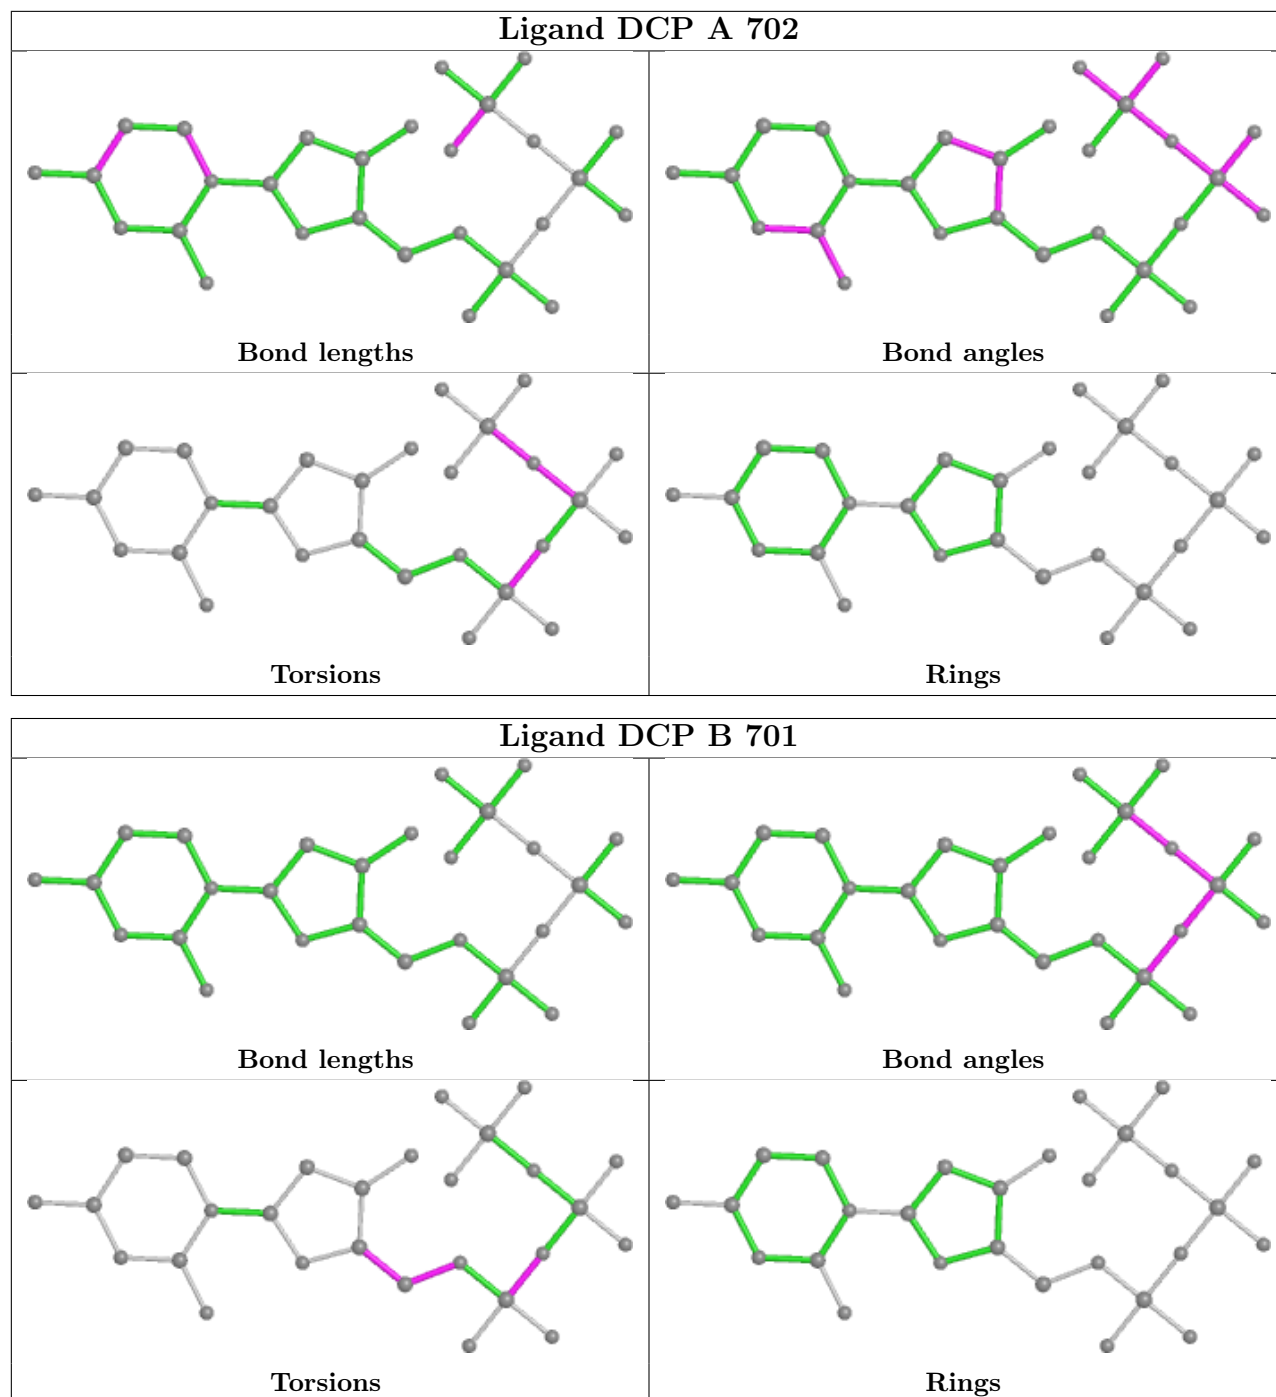 Ligand DCP A 702
Bond lengths
Bond angles
Torsions
Rings
Ligand DCP B 701
Bond lengths
Bond angles
Torsions
Rings